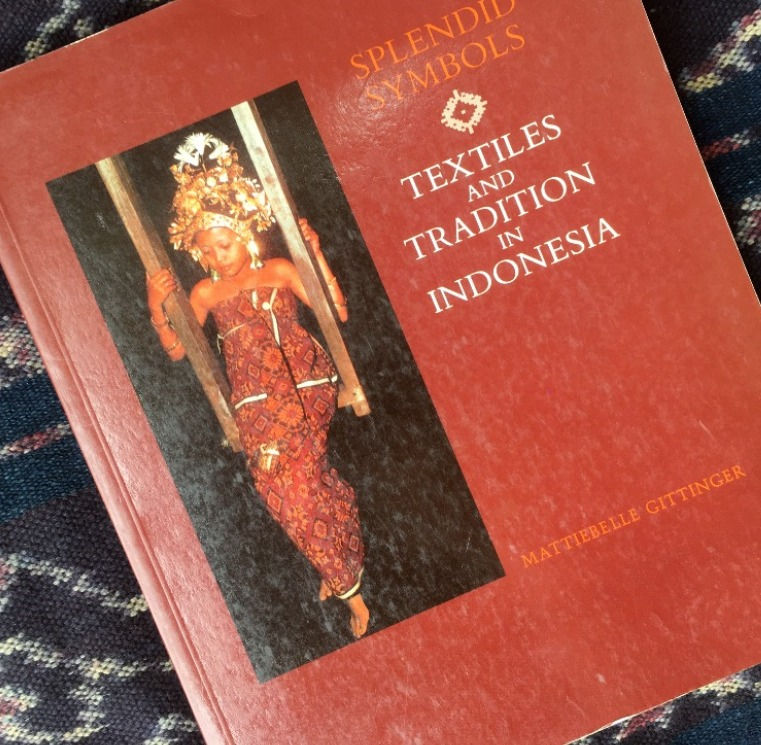 SPLENDID
SYMBOLS
TEXTILES
AND
TRADITION
IN
INDONESIA
MATTIEBELLE GITTINGER